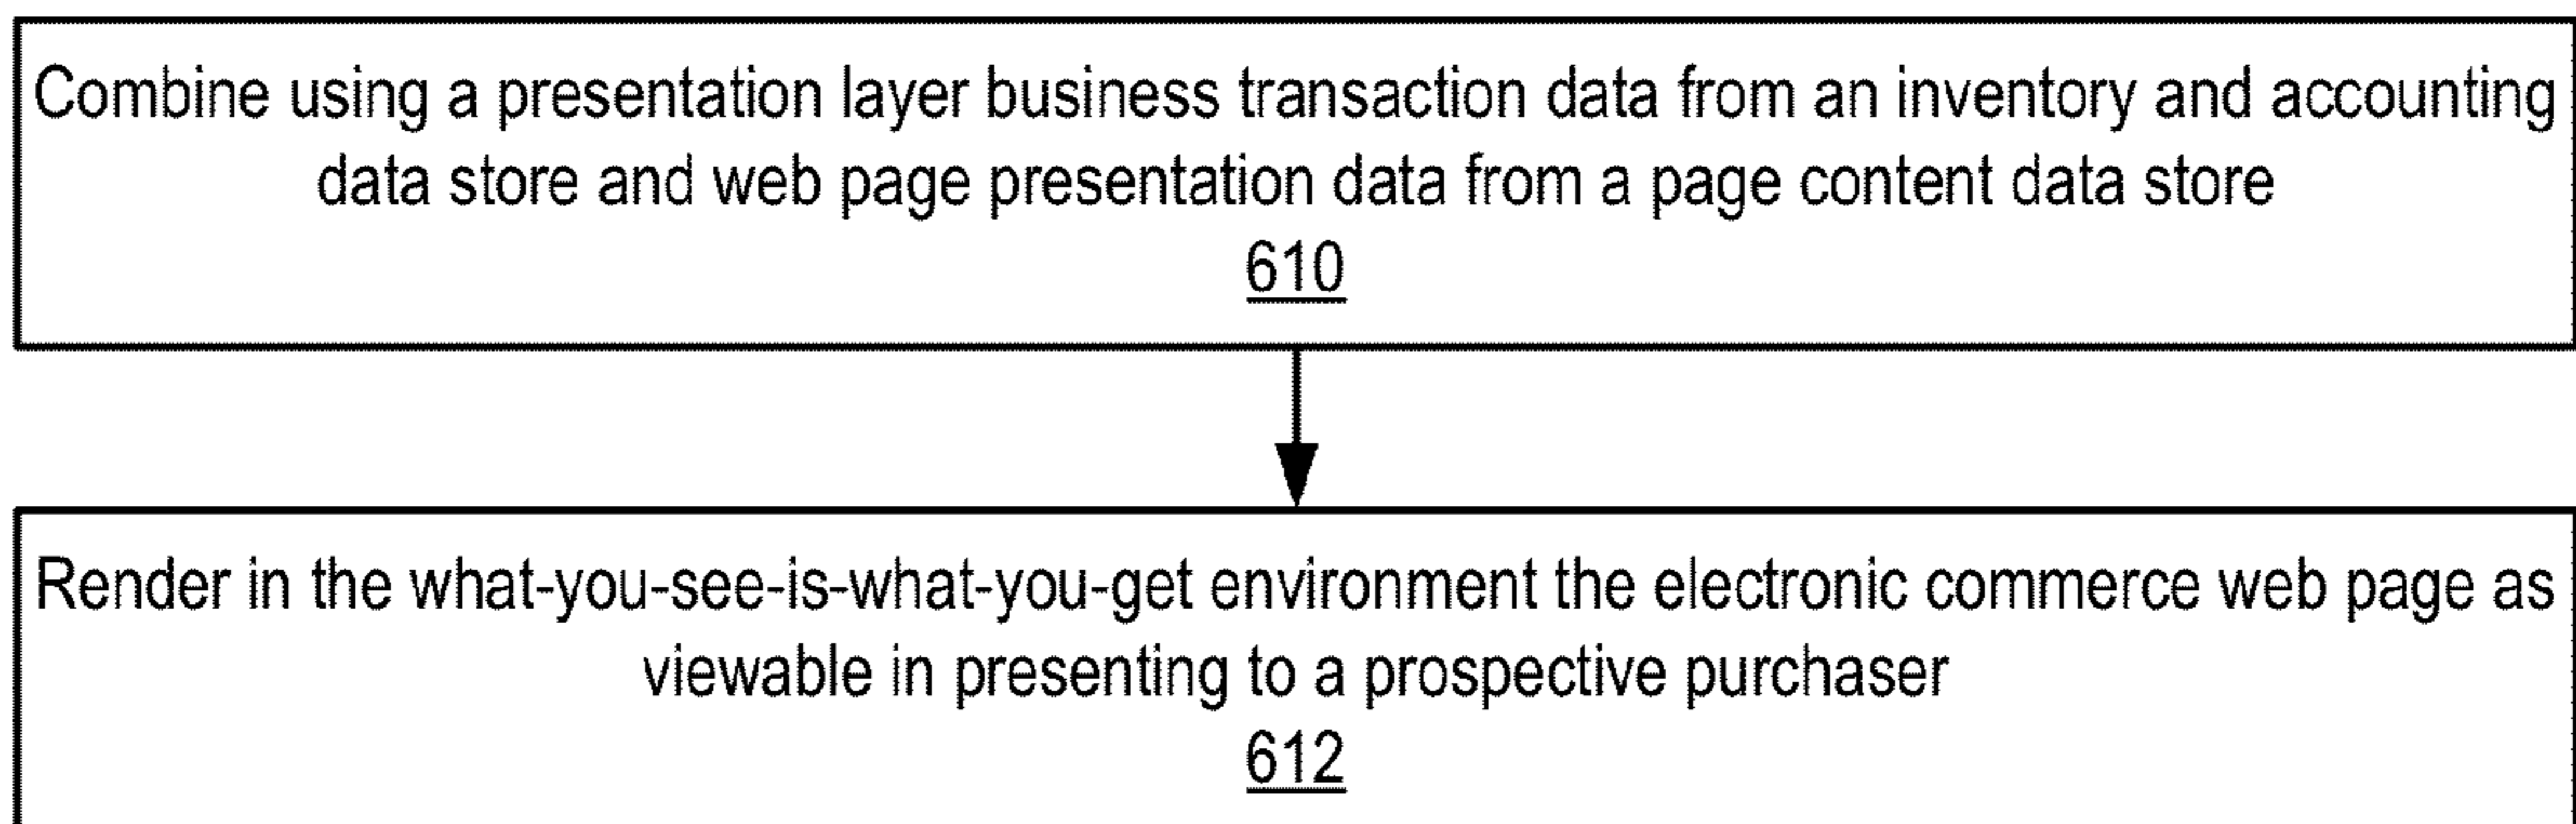 Combine using a presentation layer business transaction data from an inventory and accounting
data store and web page presentation data from a page content data store
610
Render in the what-you-see-is-what-you-get environment the electronic commerce web page as
viewable in presenting to a prospective purchaser
612